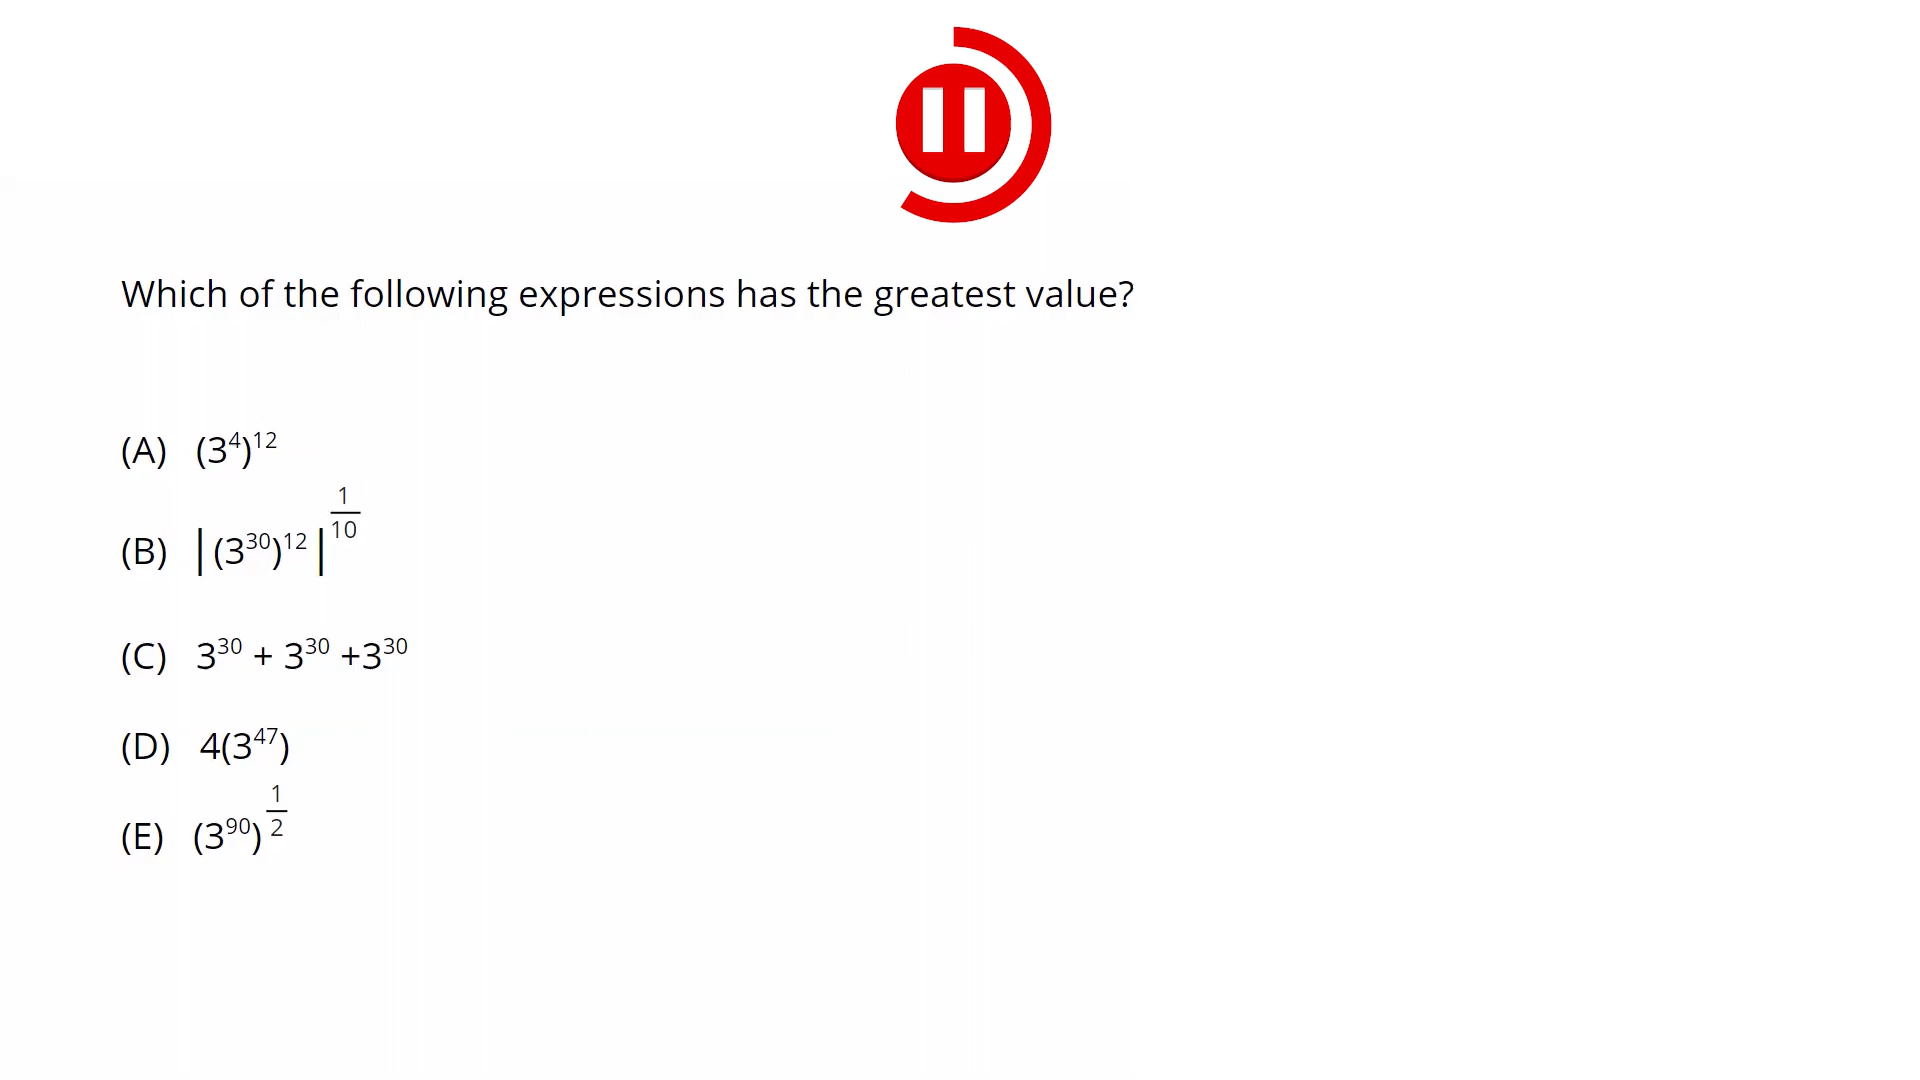 Which of the following expressions has the greatest value?
(A) (3⁴)¹²
(B) |(3³⁰)¹²|^(1/10)
(C) 3³⁰ + 3³⁰ +3³⁰
(D) 4(3⁴⁷)
(E) (3⁹⁰)^(1/2)